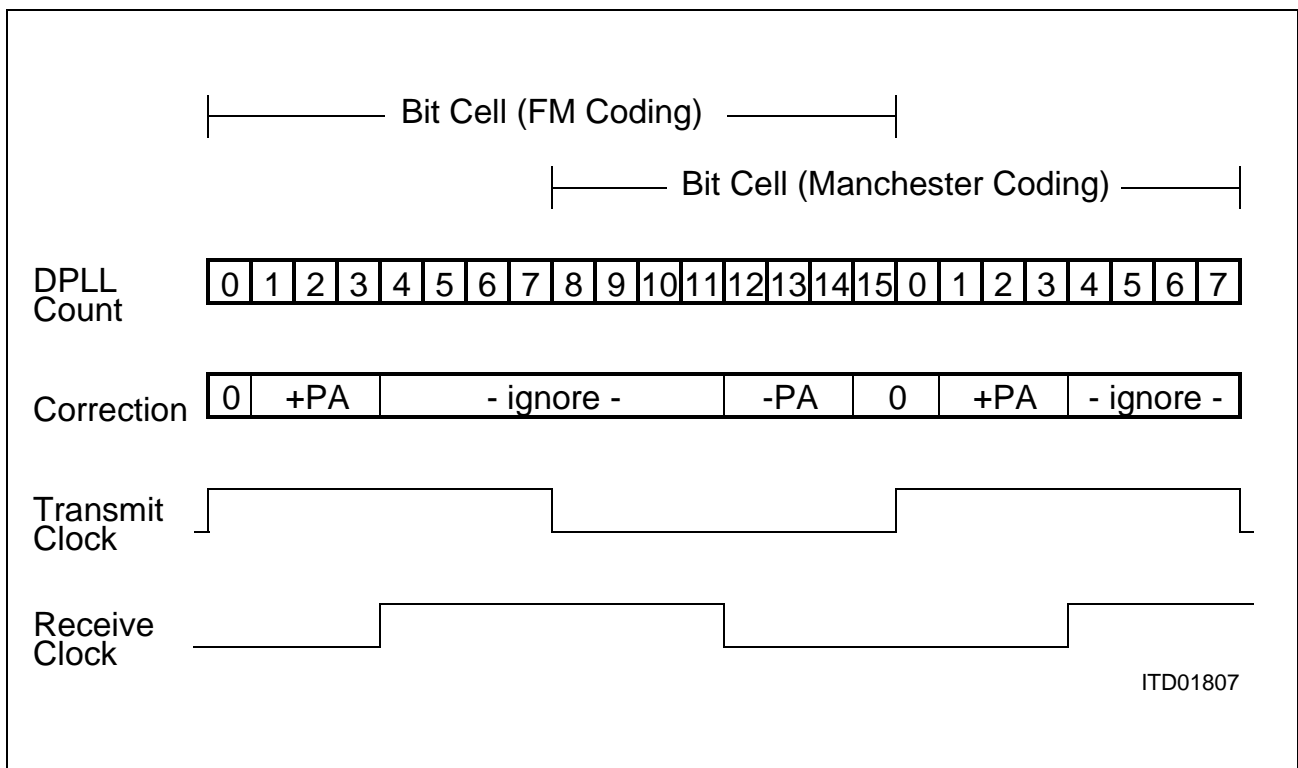 Bit Cell (FM Coding)
Bit Cell (Manchester Coding)
DPLL
Count
0 1 2 3 4 5 6 7 8 9 10 11 12 13 14 15 0 1 2 3 4 5 6 7
Correction
0 +PA - ignore - -PA 0 +PA - ignore -
Transmit
Clock
Receive
Clock
ITD01807